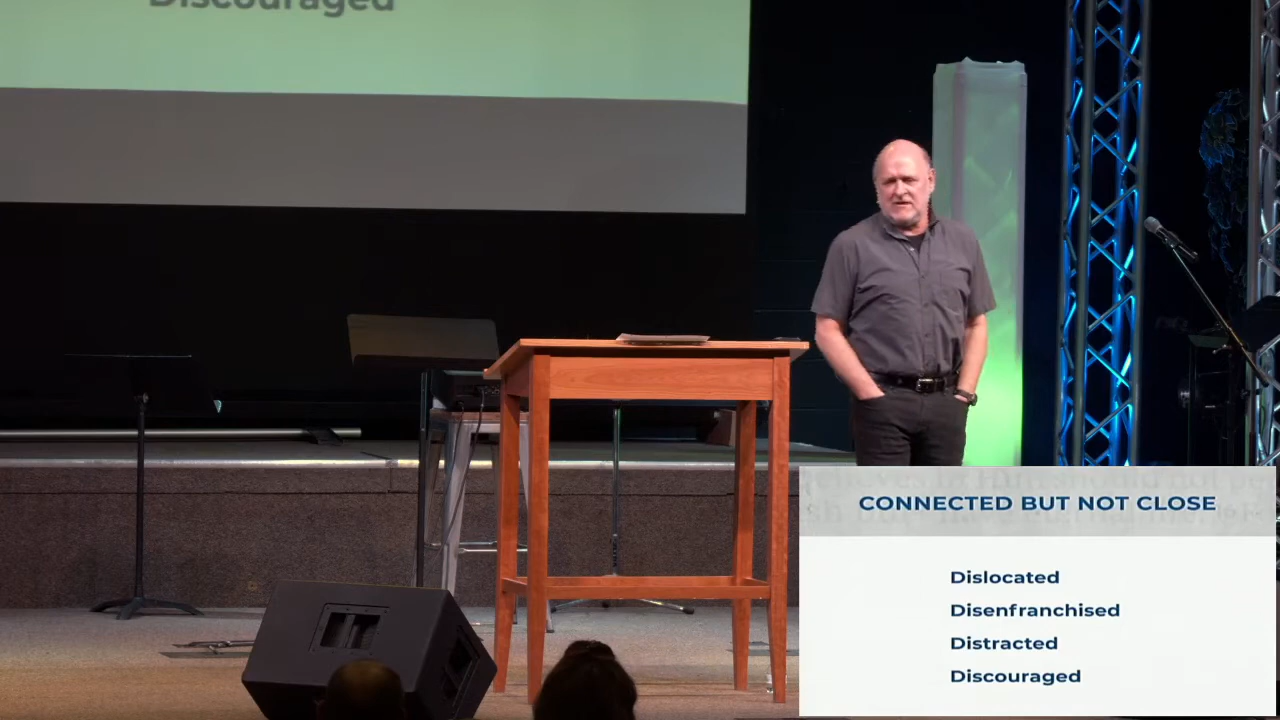 Discouraged
CONNECTED BUT NOT CLOSE
Dislocated
Disenfranchised
Distracted
Discouraged